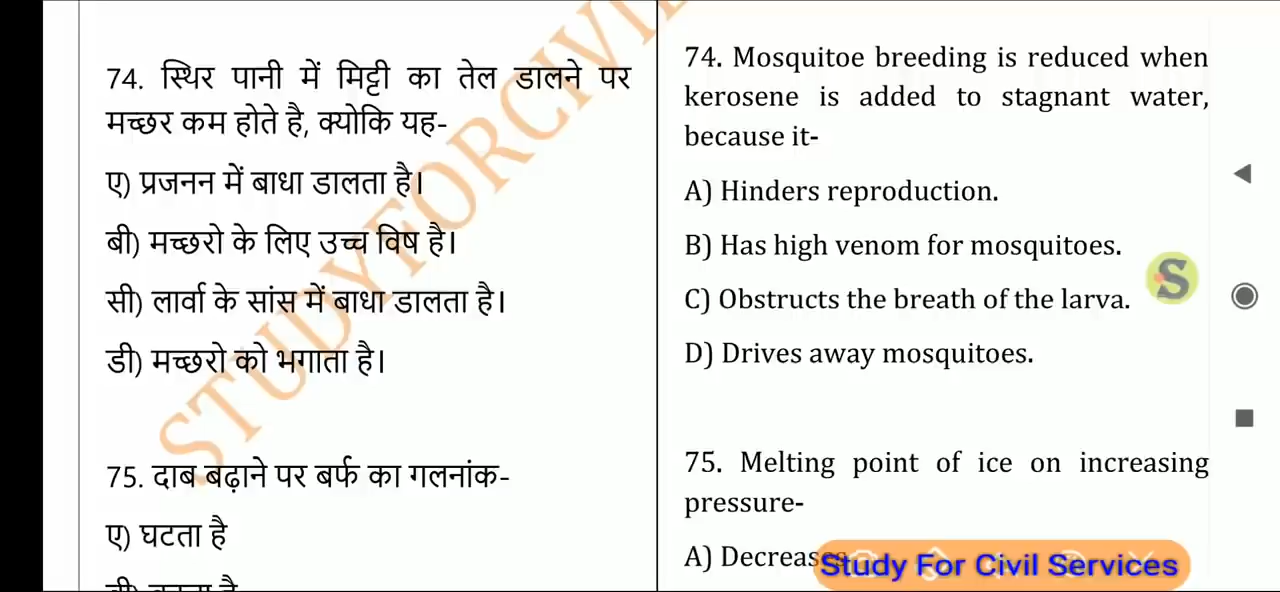 74. स्थिर पानी में मिट्टी का तेल डालने पर
मच्छर कम होते है, क्योकि यह-
ए) प्रजनन में बाधा डालता है।
बी) मच्छरो के लिए उच्च विष है।
सी) लार्वा के सांस में बाधा डालता है।
डी) मच्छरो को भगाता है।
75. दाब बढ़ाने पर बर्फ का गलनांक-
ए) घटता है
74. Mosquitoe breeding is reduced when
kerosene is added to stagnant water,
because it-
A) Hinders reproduction.
B) Has high venom for mosquitoes.
C) Obstructs the breath of the larva.
D) Drives away mosquitoes.
75. Melting point of ice on increasing
pressure-
A) Decreases
Study For Civil Services
STUDYFORCIVI
S